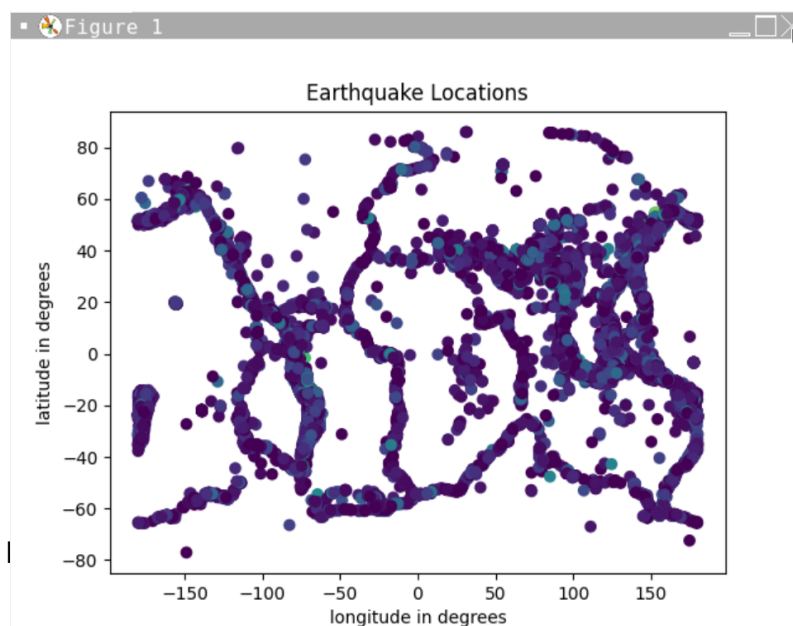 Figure 1
Earthquake Locations
80
60
40
20
0
−20
−40
−60
−80
latitude in degrees
−150 −100 −50 0 50 100 150
longitude in degrees